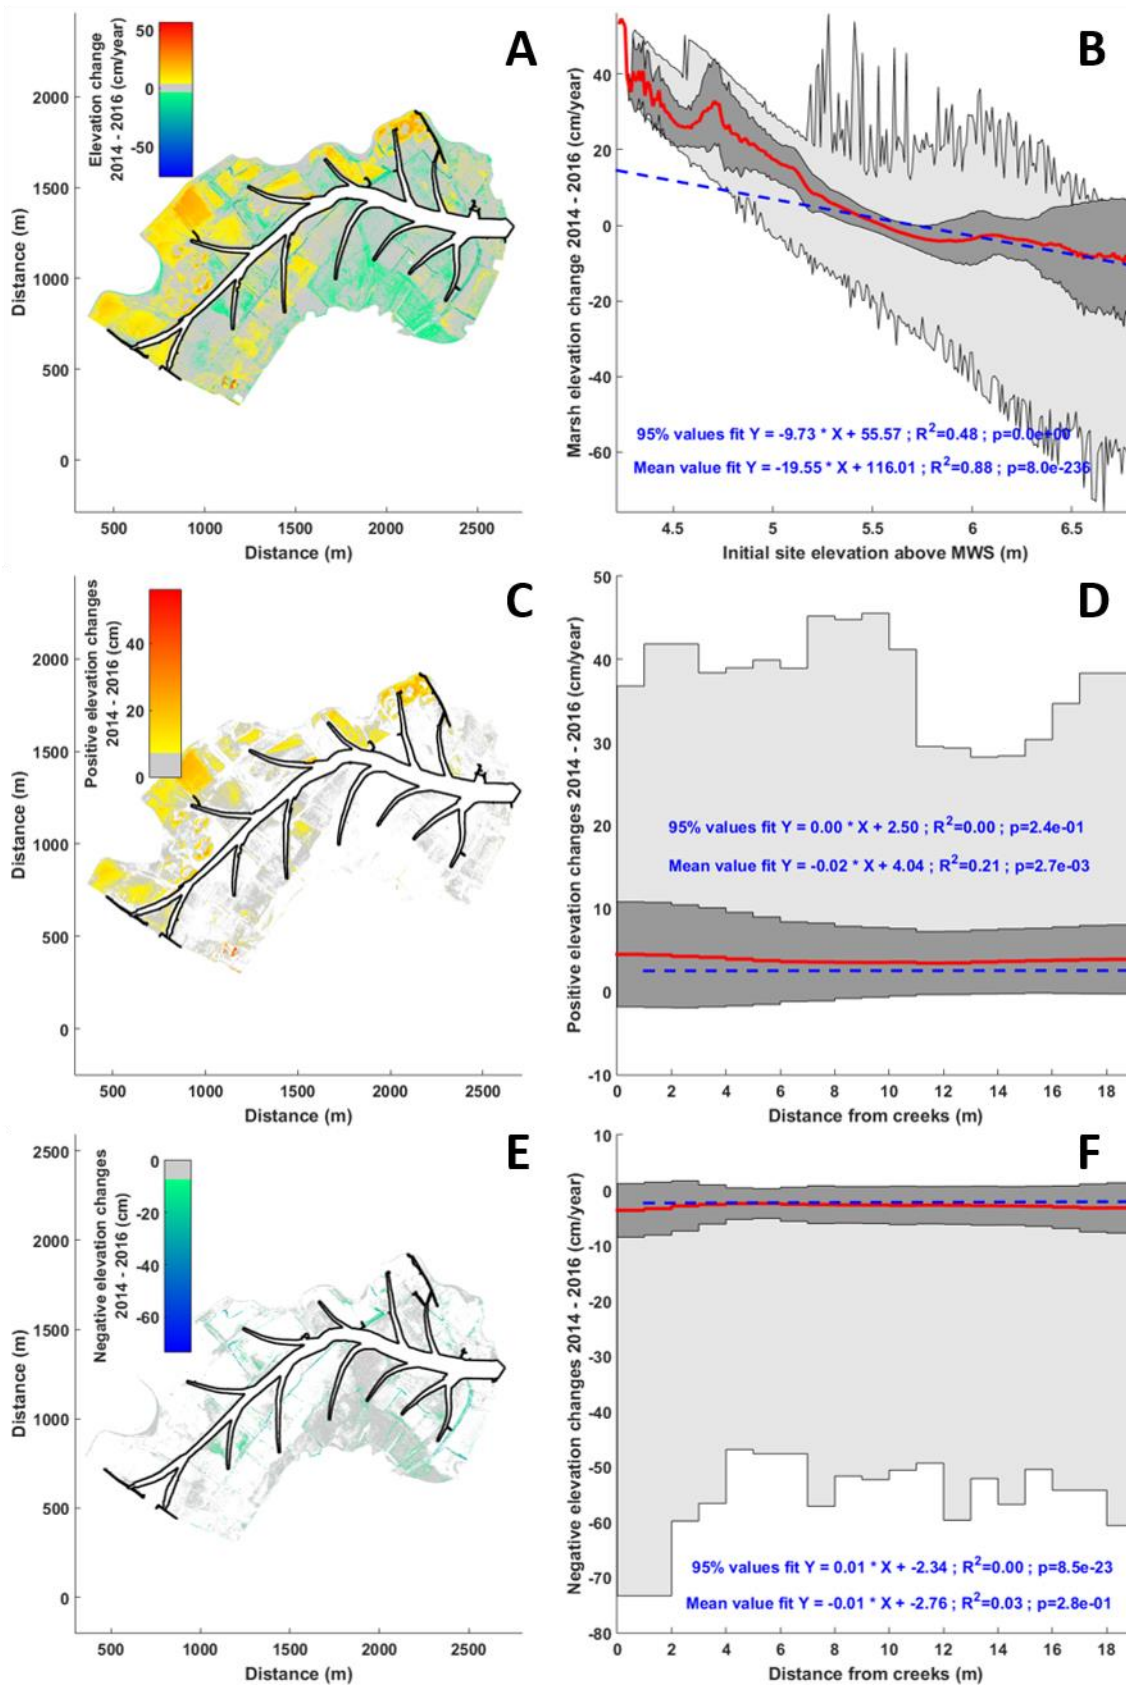 A
Elevation change
2014 - 2016 (cm/year)
50
0
-50
Distance (m)
2000
1500
1000
500
0
500 1000 1500 2000 2500
Distance (m)
B
Marsh elevation change 2014 - 2016 (cm/year)
40
20
0
-20
-40
-60
95% values fit Y = -9.73 * X + 55.57 ; R²=0.48 ; p=0.0e+00
Mean value fit Y = -19.55 * X + 116.01 ; R²=0.88 ; p=8.0e-236
4.5 5 5.5 6 6.5
Initial site elevation above MWS (m)
C
Positive elevation changes
2014 - 2016 (cm)
40
20
0
Distance (m)
2000
1500
1000
500
0
500 1000 1500 2000 2500
Distance (m)
D
Positive elevation changes 2014 - 2016 (cm/year)
50
40
30
20
10
0
-10
95% values fit Y = 0.00 * X + 2.50 ; R²=0.00 ; p=2.4e-01
Mean value fit Y = -0.02 * X + 4.04 ; R²=0.21 ; p=2.7e-03
0 2 4 6 8 10 12 14 16 18
Distance from creeks (m)
E
Negative elevation changes
2014 - 2016 (cm)
0
-20
-40
-60
Distance (m)
2500
2000
1500
1000
500
0
500 1000 1500 2000 2500
Distance (m)
F
Negative elevation changes 2014 - 2016 (cm/year)
10
0
-10
-20
-30
-40
-50
-60
-70
-80
95% values fit Y = 0.01 * X + -2.34 ; R²=0.00 ; p=8.5e-23
Mean value fit Y = -0.01 * X + -2.76 ; R²=0.03 ; p=2.8e-01
0 2 4 6 8 10 12 14 16 18
Distance from creeks (m)